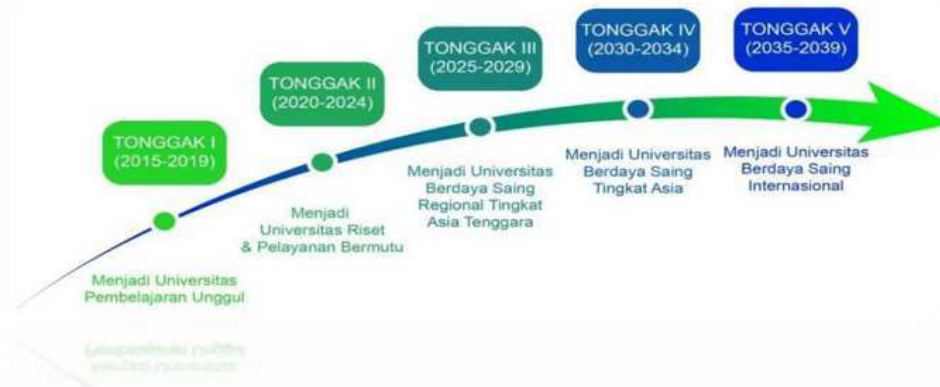 TONGGAK I
(2015-2019)
Menjadi Universitas
Pembelajaran Unggul
TONGGAK II
(2020-2024)
Menjadi
Universitas Riset
& Pelayanan Bermutu
TONGGAK III
(2025-2029)
Menjadi Universitas
Berdaya Saing
Regional Tingkat
Asia Tenggara
TONGGAK IV
(2030-2034)
Menjadi Universitas
Berdaya Saing
Tingkat Asia
TONGGAK V
(2035-2039)
Menjadi Universitas
Berdaya Saing
Internasional